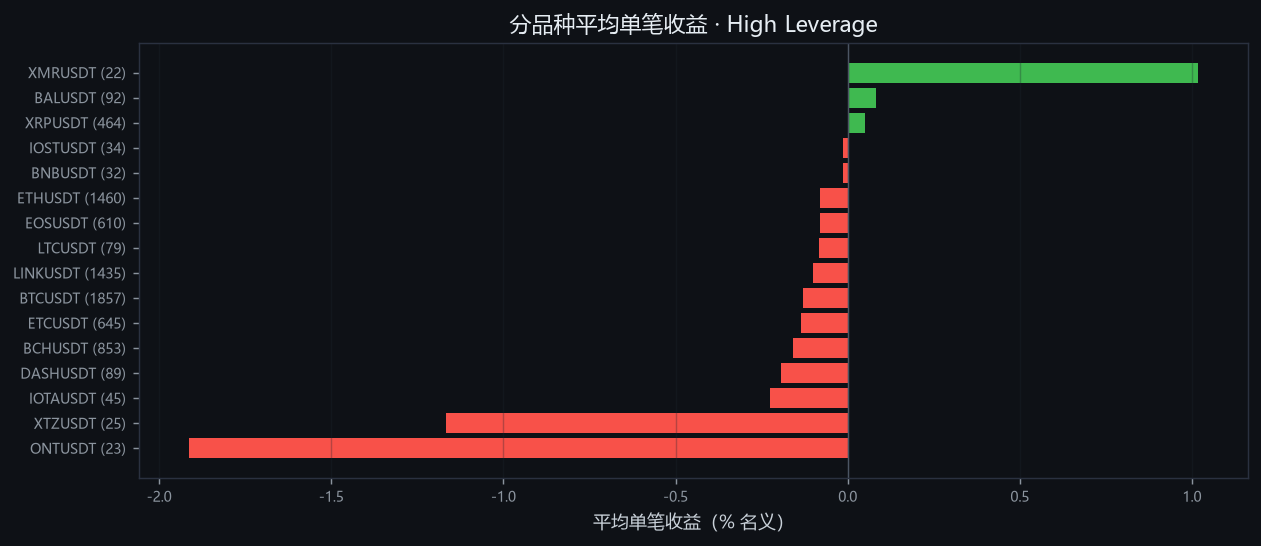 分品种平均单笔收益 · High Leverage
XMRUSDT (22)
BALUSDT (92)
XRPUSDT (464)
IOSTUSDT (34)
BNBUSDT (32)
ETHUSDT (1460)
EOSUSDT (610)
LTCUSDT (79)
LINKUSDT (1435)
BTCUSDT (1857)
ETCUSDT (645)
BCHUSDT (853)
DASHUSDT (89)
IOTAUSDT (45)
XTZUSDT (25)
ONTUSDT (23)
-2.0 -1.5 -1.0 -0.5 0.0 0.5 1.0
平均单笔收益（% 名义）